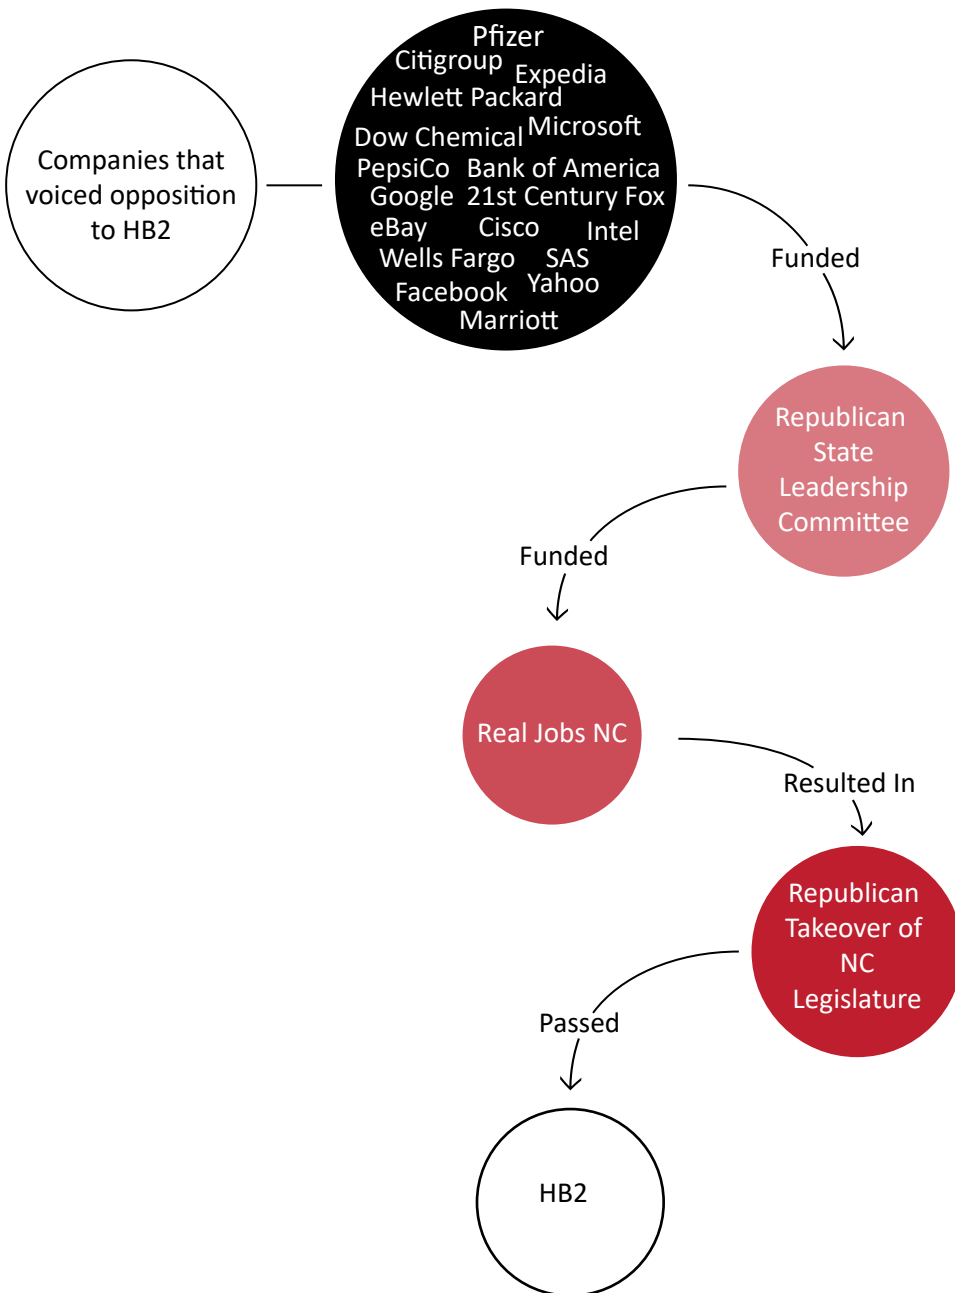 Companies that
voiced opposition
to HB2
Pfizer
Citigroup
Expedia
Hewlett Packard
Microsoft
Dow Chemical
PepsiCo
Bank of America
Google
21st Century Fox
eBay
Cisco
Intel
Wells Fargo
SAS
Yahoo
Facebook
Marriott
Funded
Republican
State
Leadership
Committee
Funded
Real Jobs NC
Resulted In
Republican
Takeover of
NC
Legislature
Passed
HB2